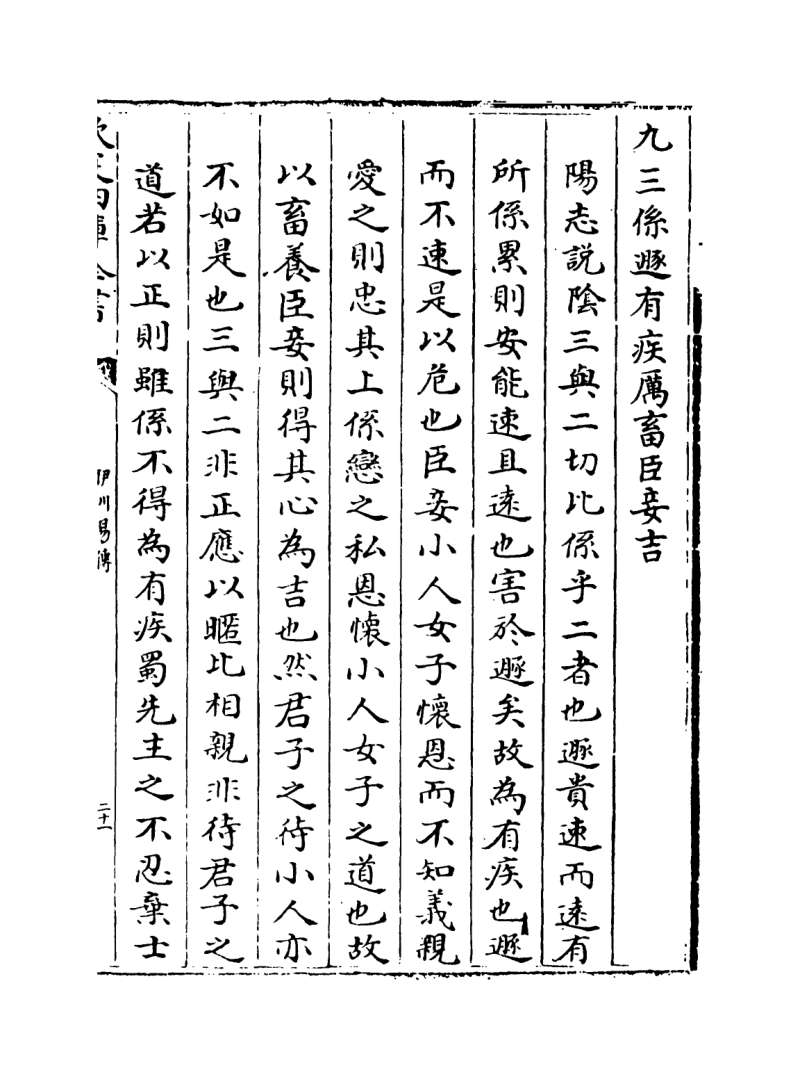 九三係遯有疾厲畜臣妾吉
陽志說陰三與二切比係乎二者也遯貴速而遠有
所係累則安能速且遠也害於遯矣故為有疾也遯
而不速是以危也臣妾小人女子懷恩而不知義親
愛之則忠其上係戀之私恩懷小人女子之道也故
以畜養臣妾則得其心為吉也然君子之待小人亦
不如是也三與二非正應以暱比相親非待君子之
道若以正則雖係不得為有疾蜀先主之不忍棄士
欽定四庫全書
伊川易傳
二十一